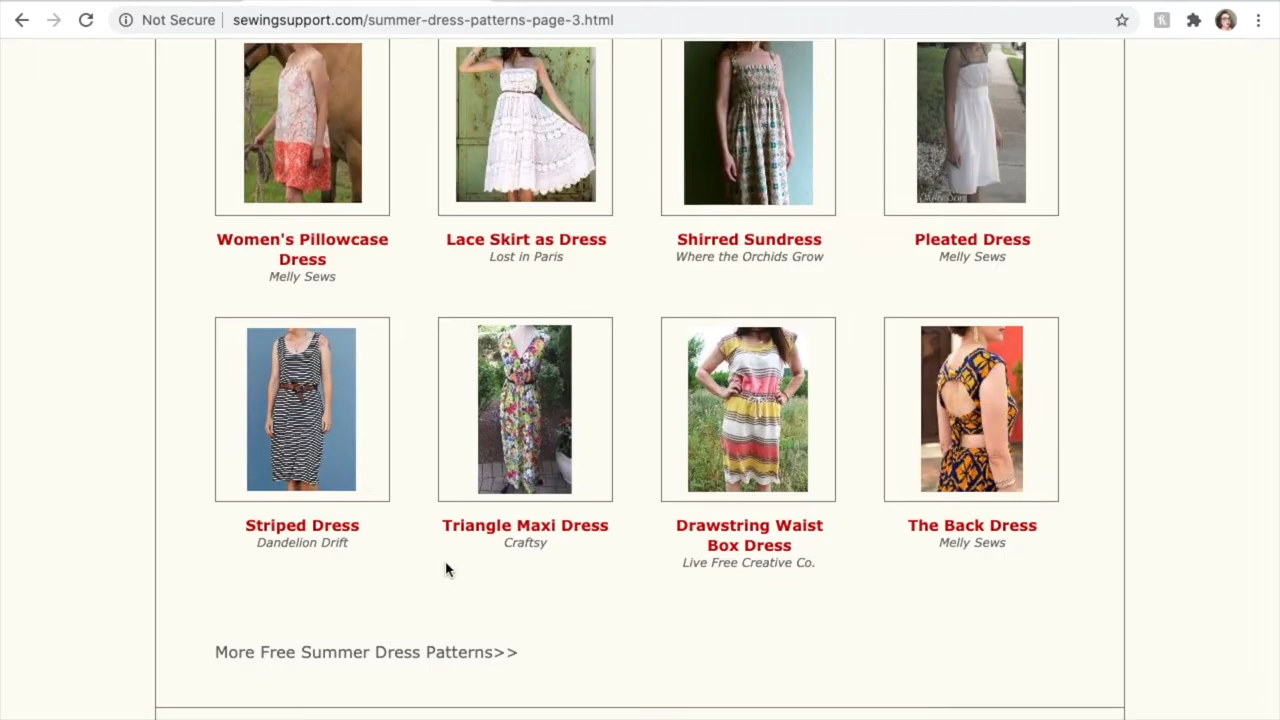 Not Secure
sewingsupport.com/summer-dress-patterns-page-3.html
Women's Pillowcase
Dress
Melly Sews
Lace Skirt as Dress
Lost in Paris
Shirred Sundress
Where the Orchids Grow
Pleated Dress
Melly Sews
Striped Dress
Dandelion Drift
Triangle Maxi Dress
Craftsy
Drawstring Waist
Box Dress
Live Free Creative Co.
The Back Dress
Melly Sews
More Free Summer Dress Patterns>>